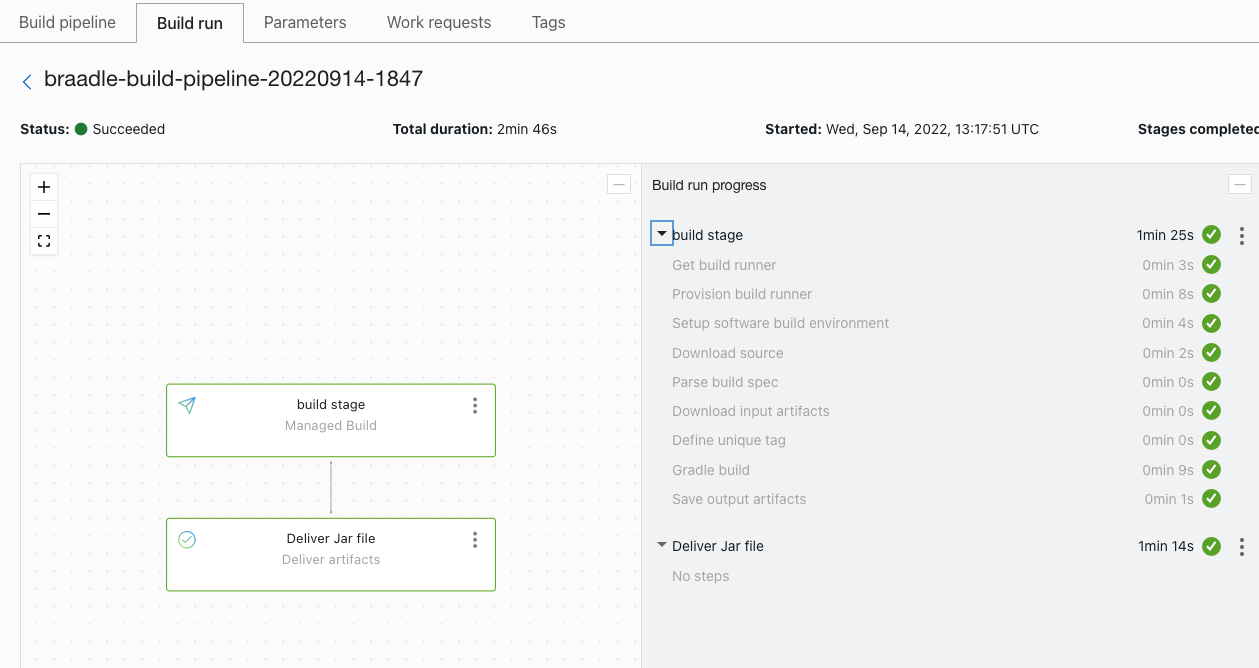 Build pipeline Build run Parameters Work requests Tags
braadle-build-pipeline-20220914-1847
Status: Succeeded Total duration: 2min 46s Started: Wed, Sep 14, 2022, 13:17:51 UTC Stages completed
Build run progress
build stage 1min 25s
Get build runner 0min 3s
Provision build runner 0min 8s
Setup software build environment 0min 4s
Download source 0min 2s
Parse build spec 0min 0s
Download input artifacts 0min 0s
Define unique tag 0min 0s
Gradle build 0min 9s
Save output artifacts 0min 1s
Deliver Jar file 1min 14s
No steps
build stage
Managed Build
Deliver Jar file
Deliver artifacts